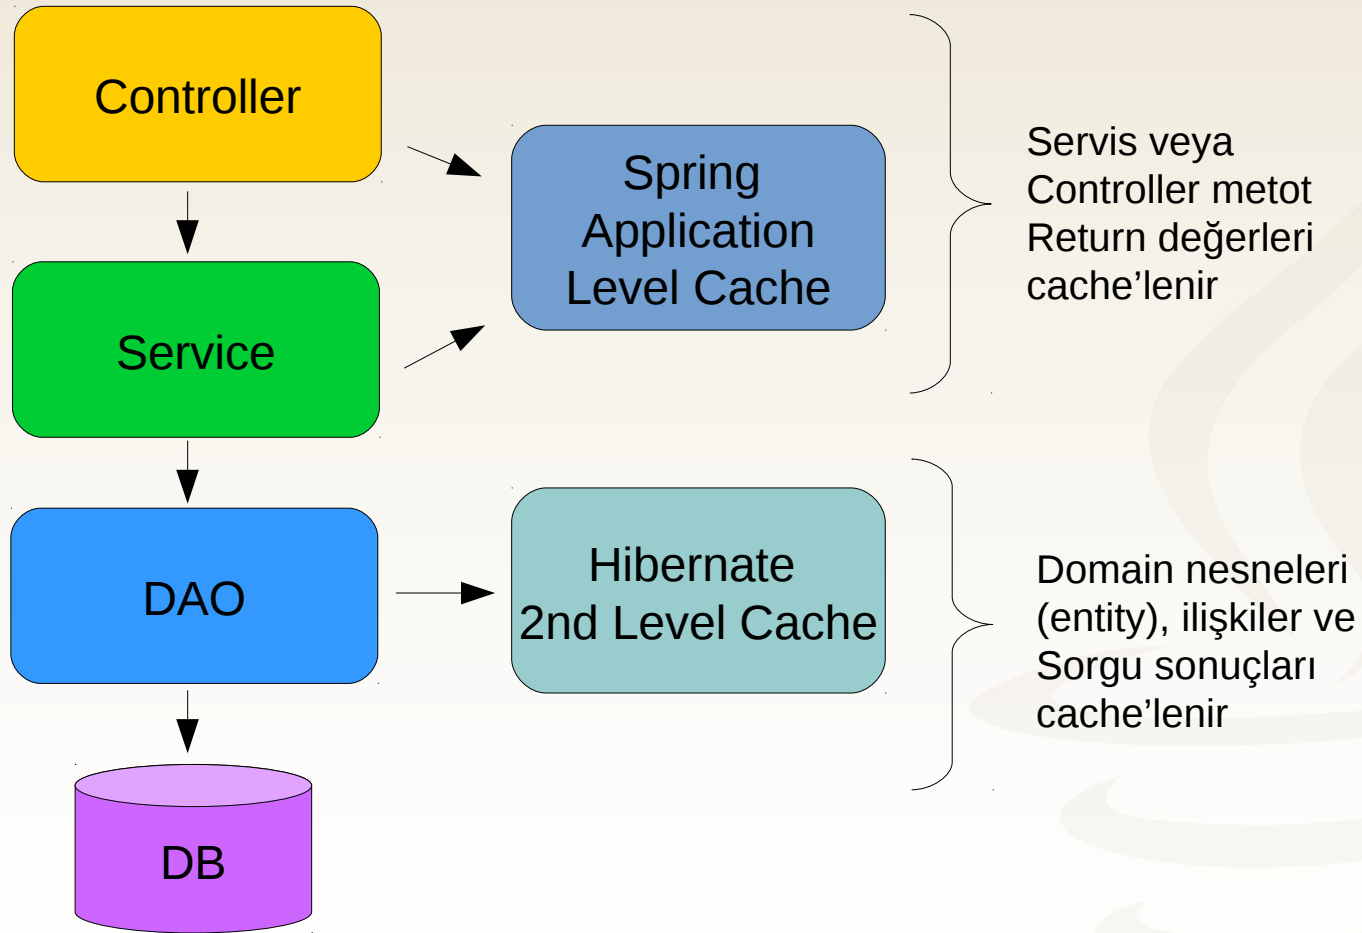 Controller
Spring
Application
Level Cache
Servis veya
Controller metot
Return değerleri
cache’lenir
Service
DAO
Hibernate
2nd Level Cache
Domain nesneleri
(entity), ilişkiler ve
Sorgu sonuçları
cache’lenir
DB